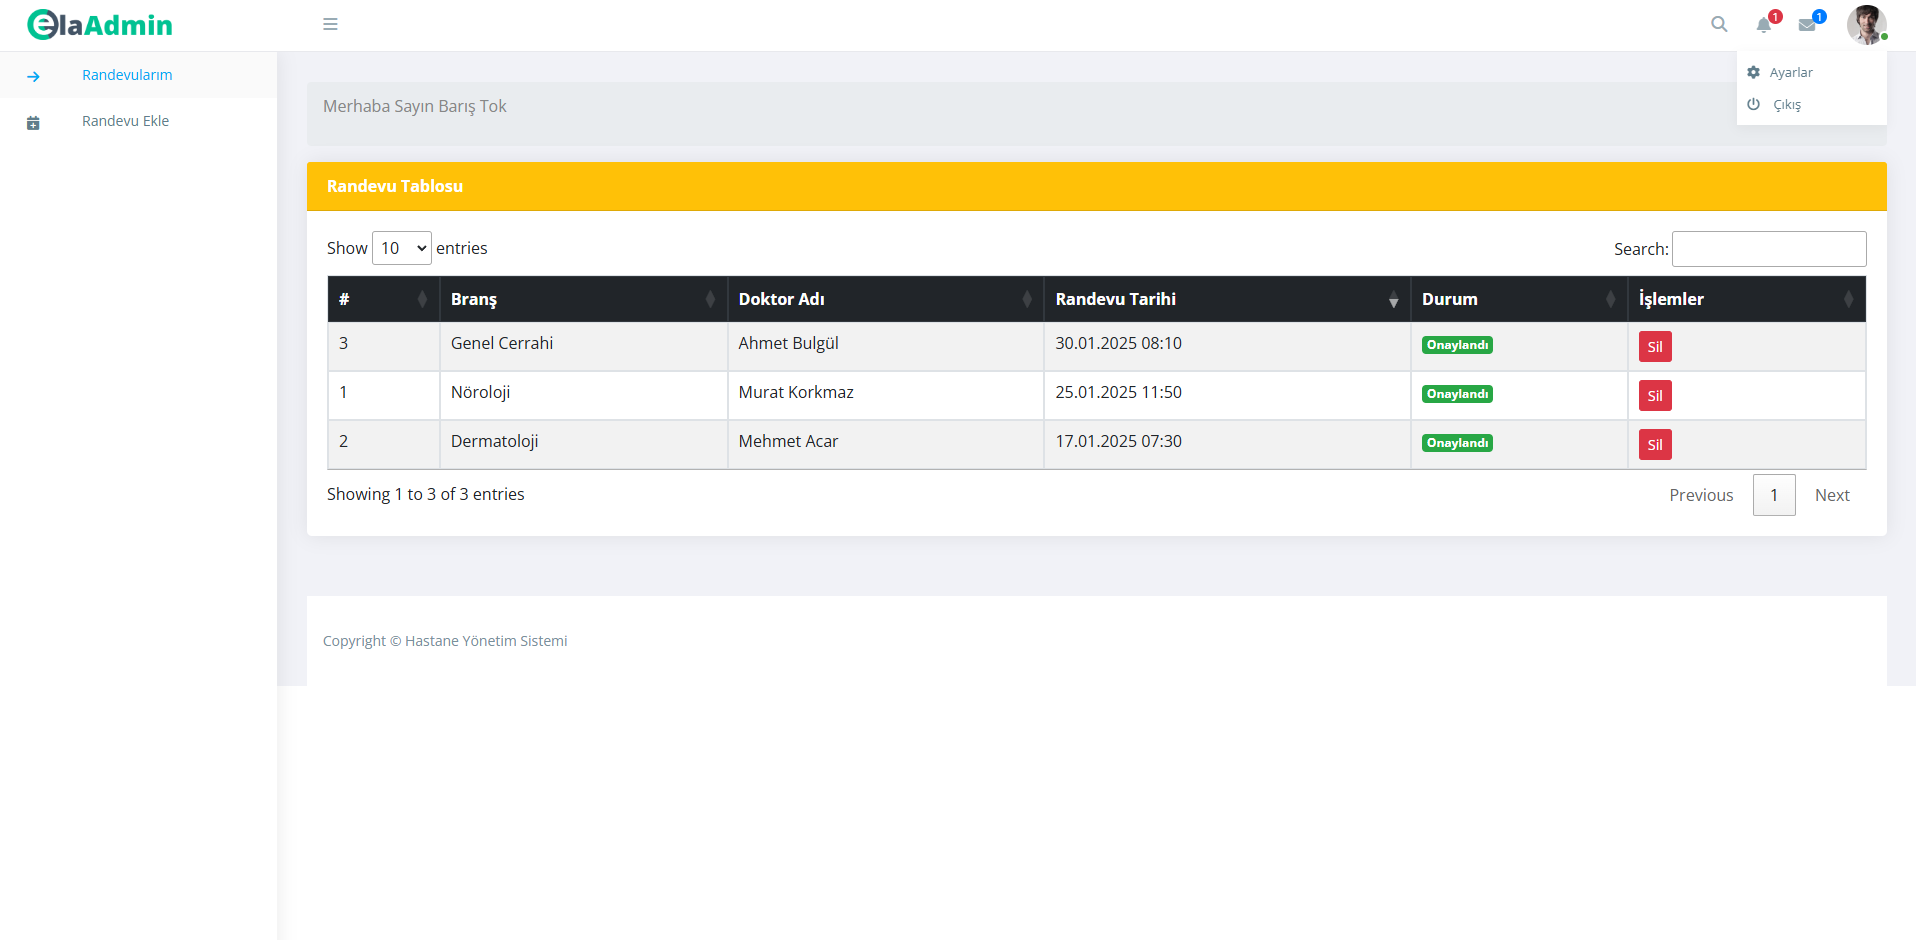 elaAdmin
1
1
Randevularım
Ayarlar
Merhaba Sayın Barış Tok
Çıkış
Randevu Ekle
Randevu Tablosu
Show 10 entries
Search:
# Branş Doktor Adı Randevu Tarihi Durum İşlemler
3 Genel Cerrahi Ahmet Bulgül 30.01.2025 08:10 Onaylandı Sil
1 Nöroloji Murat Korkmaz 25.01.2025 11:50 Onaylandı Sil
2 Dermatoloji Mehmet Acar 17.01.2025 07:30 Onaylandı Sil
Showing 1 to 3 of 3 entries
Previous 1 Next
Copyright © Hastane Yönetim Sistemi